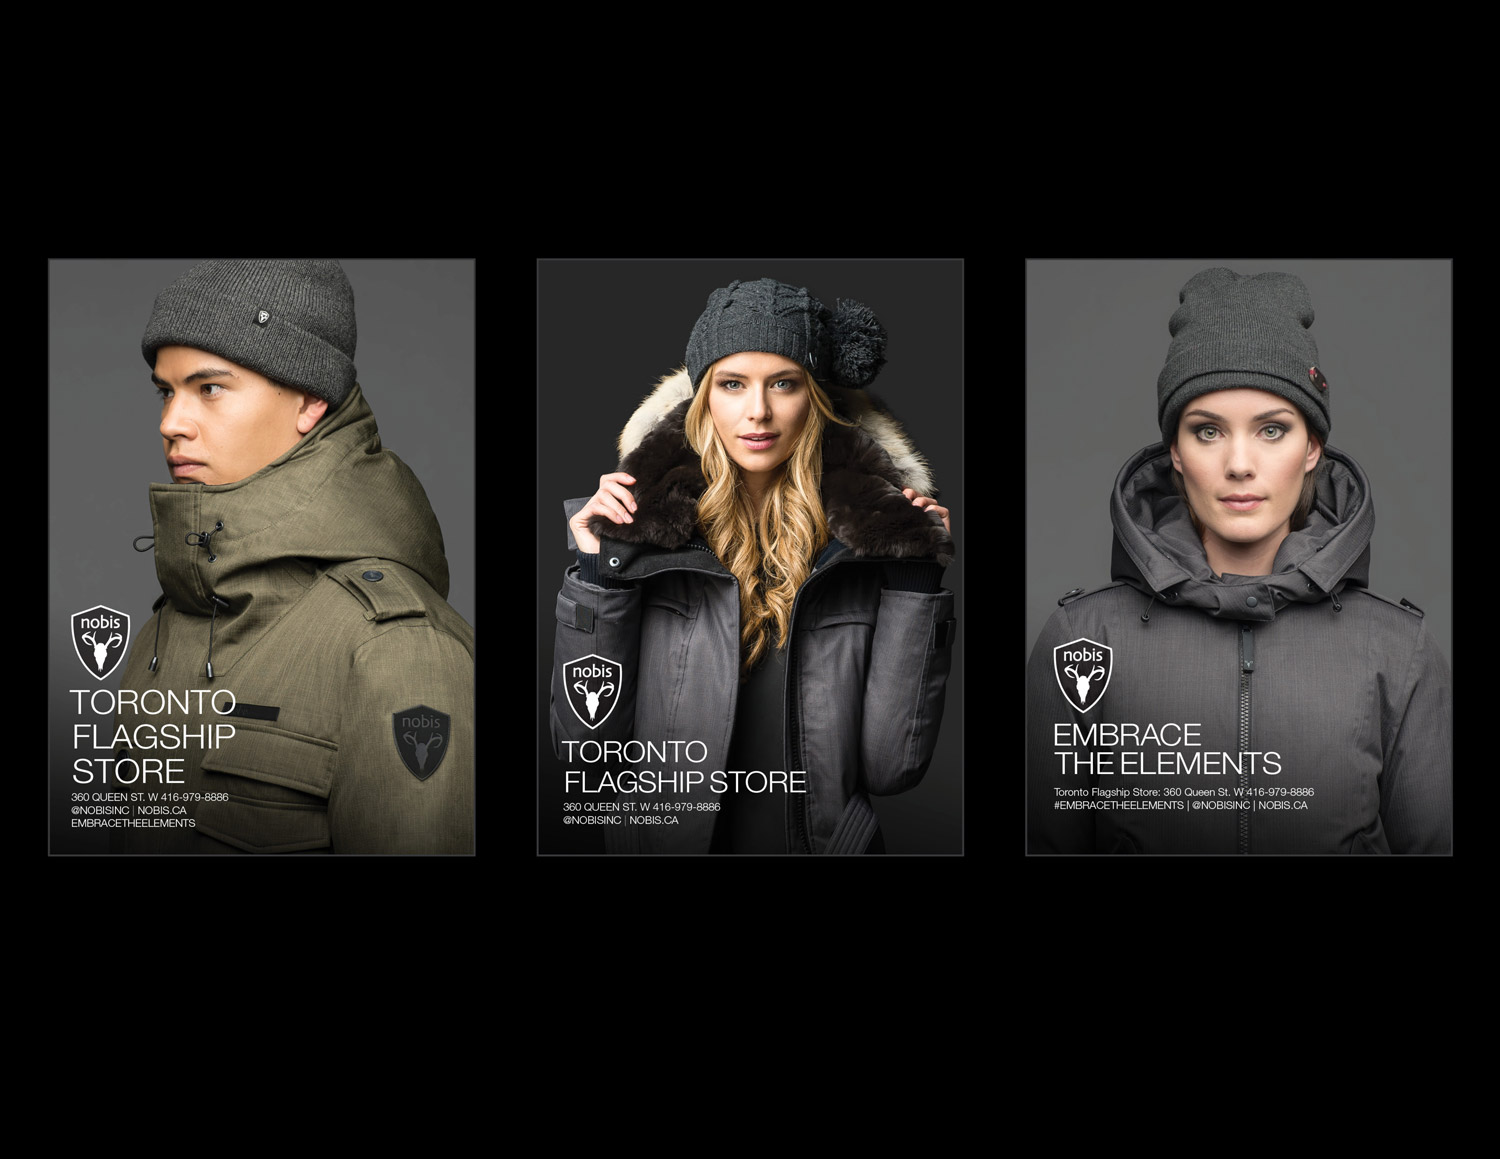 nobis
TORONTO
FLAGSHIP
STORE
360 QUEEN ST. W 416-979-8886
@NOBISINC | NOBIS.CA
EMBRACETHEELEMENTS
nobis
nobis
TORONTO
FLAGSHIP STORE
360 QUEEN ST. W 416-979-8886
@NOBISINC | NOBIS.CA
nobis
EMBRACE
THE ELEMENTS
Toronto Flagship Store: 360 Queen St. W 416-979-8886
#EMBRACETHEELEMENTS | @NOBISINC | NOBIS.CA